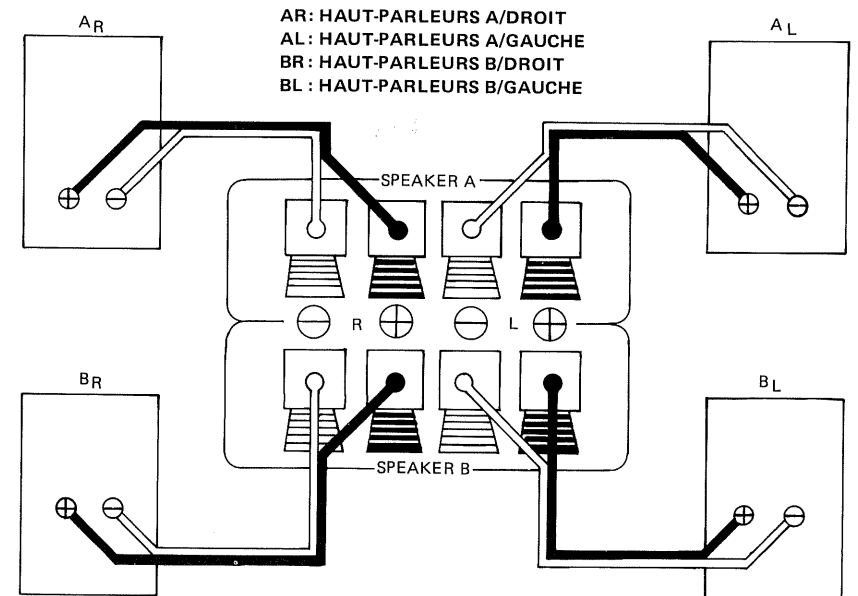 AR: HAUT-PARLEURS A/DROIT
AL: HAUT-PARLEURS A/GAUCHE
BR: HAUT-PARLEURS B/DROIT
BL: HAUT-PARLEURS B/GAUCHE
AR
AL
SPEAKER A
⊕ ⊖
⊕ ⊖
⊖ R ⊕ ⊖ L ⊕
BR
BL
SPEAKER B
⊕ ⊖
⊕ ⊖